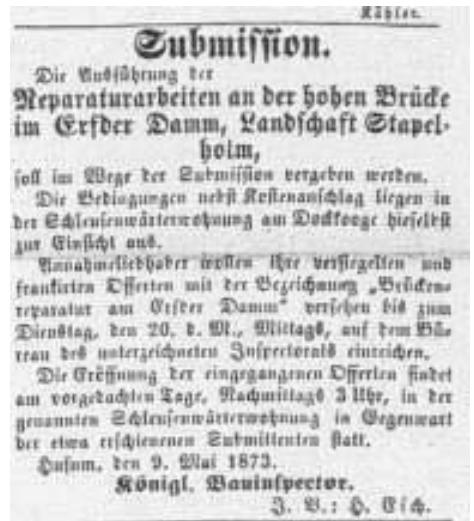 Köhler.
Submission.
Die Ausführung der
Reparaturarbeiten an der hohen Brücke
im Erfder Damm, Landschaft Stapel-
holm,
soll im Wege der Submission vergeben werden.
Die Bedingungen nebst Kostenanschlag liegen in
der Schleusenwärterwohnung am Dockkooge hieselbst
zur Einsicht aus.
Annahmeliebhaber wollen ihre versiegelten und
frankirten Offerten mit der Bezeichnung „Brücken-
reparatur am Erfder Damm“ versehen bis zum
Dienstag, den 20. d. M., Mittags, auf dem Bü-
reau des unterzeichneten Inspectorats einreichen.
Die Eröffnung der eingegangenen Offerten findet
am vorgedachten Tage, Nachmittags 3 Uhr, in der
genannten Schleusenwärterwohnung in Gegenwart
der etwa erschienenen Submittenten statt.
Husum, den 9. Mai 1873.
Königl. Bauinspector.
J. V.: H. Eich.